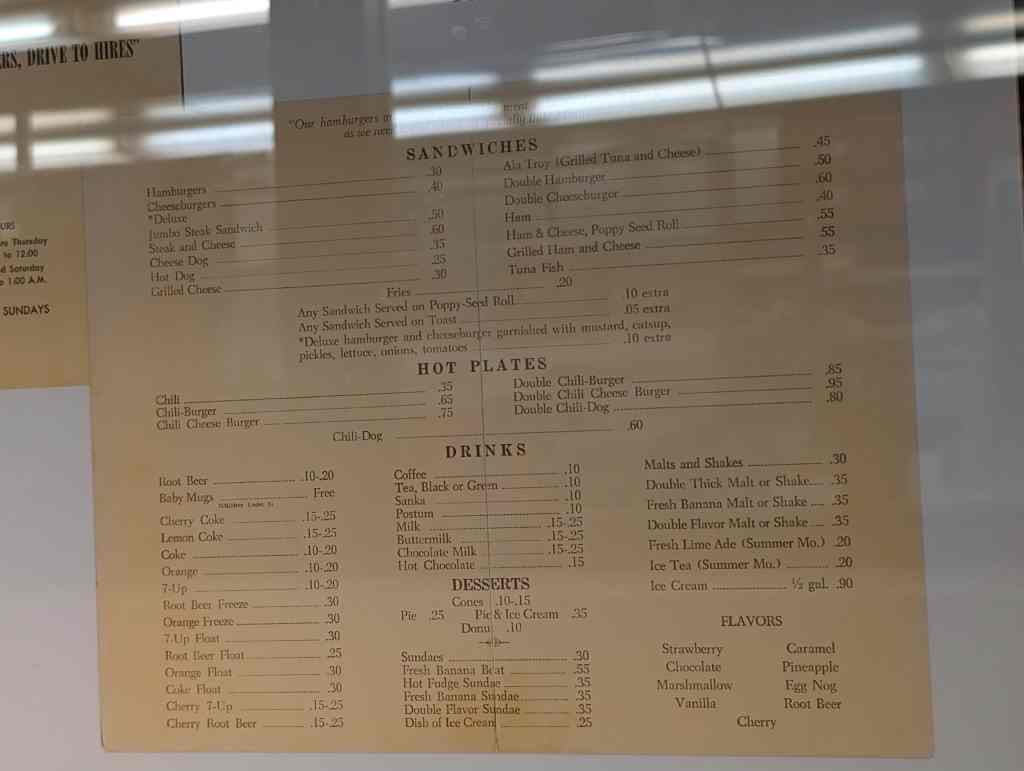 RS, DRIVE TO HIRES"
URS
Thursday
to 12:00
d Saturday
1:00 A.M.
SUNDAYS
"Our hamburgers
as we
SANDWICHES
Hamburgers .30
Cheeseburgers .40
*Deluxe
Jumbo Steak Sandwich .50
Steak and Cheese .60
Cheese Dog .35
Hot Dog .25
Grilled Cheese .30
Ala Troy (Grilled Tuna and Cheese) .45
Double Hamburger .50
Double Cheeseburger .60
Ham .40
Ham & Cheese, Poppy Seed Roll .55
Grilled Ham and Cheese .55
Tuna Fish .35
Fries .20
Any Sandwich Served on Poppy-Seed Roll .10 extra
Any Sandwich Served on Toast .05 extra
*Deluxe hamburger and cheeseburger garnished with mustard, catsup,
pickles, lettuce, onions, tomatoes .10 extra
HOT PLATES
Chili .35
Chili-Burger .65
Chili Cheese Burger .75
Double Chili-Burger .85
Double Chili Cheese Burger .95
Double Chili-Dog .80
Chili-Dog .60
DRINKS
Root Beer .10-.20
Baby Mugs Free
Cherry Coke .15-.25
Lemon Coke .15-.25
Coke .10-.20
Orange .10-.20
7-Up .10-.20
Root Beer Freeze .30
Orange Freeze .30
7-Up Float .30
Root Beer Float .25
Orange Float .30
Coke Float .30
Cherry 7-Up .15-.25
Cherry Root Beer .15-.25
Coffee .10
Tea, Black or Green .10
Sanka .10
Postum .10
Milk .15-.25
Buttermilk .15-.25
Chocolate Milk .15-.25
Hot Chocolate .15
DESSERTS
Cones .10-.15
Pie .25 Pie & Ice Cream .35
Donut .10
Sundaes .30
Fresh Banana Boat .55
Hot Fudge Sundae .35
Fresh Banana Sundae .35
Double Flavor Sundae .35
Dish of Ice Cream .25
Malts and Shakes .30
Double Thick Malt or Shake .35
Fresh Banana Malt or Shake .35
Double Flavor Malt or Shake .35
Fresh Lime Ade (Summer Mo.) .20
Ice Tea (Summer Mo.) .20
Ice Cream ½ gal. .90
FLAVORS
Strawberry Caramel
Chocolate Pineapple
Marshmallow Egg Nog
Vanilla Root Beer
Cherry